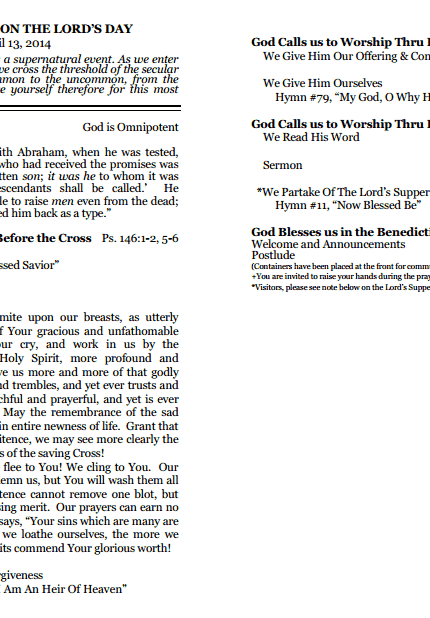 ON THE LORD'S DAY
il 13, 2014
a supernatural event. As we enter
we cross the threshold of the secular
mmon to the uncommon, from the
e yourself therefore for this most
God is Omnipotent
ith Abraham, when he was tested,
who had received the promises was
tten son; it was he to whom it was
escendants shall be called.' He
le to raise men even from the dead;
ed him back as a type."
Before the Cross Ps. 146:1-2, 5-6
ssed Savior"
mite upon our breasts, as utterly
f Your gracious and unfathomable
our cry, and work in us by the
Holy Spirit, more profound and
ve us more and more of that godly
nd trembles, and yet ever trusts and
chful and prayerful, and yet is ever
May the remembrance of the sad
in entire newness of life. Grant that
itence, we may see more clearly the
s of the saving Cross!
flee to You! We cling to You. Our
demn us, but You will wash them all
tence cannot remove one blot, but
sing merit. Our prayers can earn no
says, "Your sins which are many are
we loathe ourselves, the more we
its commend Your glorious worth!
rgiveness
Am An Heir Of Heaven"
God Calls us to Worship Thru
We Give Him Our Offering & Con
We Give Him Ourselves
Hymn #79, "My God, O Why H
God Calls us to Worship Thru
We Read His Word
Sermon
*We Partake Of The Lord's Supper
Hymn #11, "Now Blessed Be"
God Blesses us in the Benedicti
Welcome and Announcements
Postlude
(Containers have been placed at the front for commu
+You are invited to raise your hands during the pray
*Visitors, please see note below on the Lord's Suppe